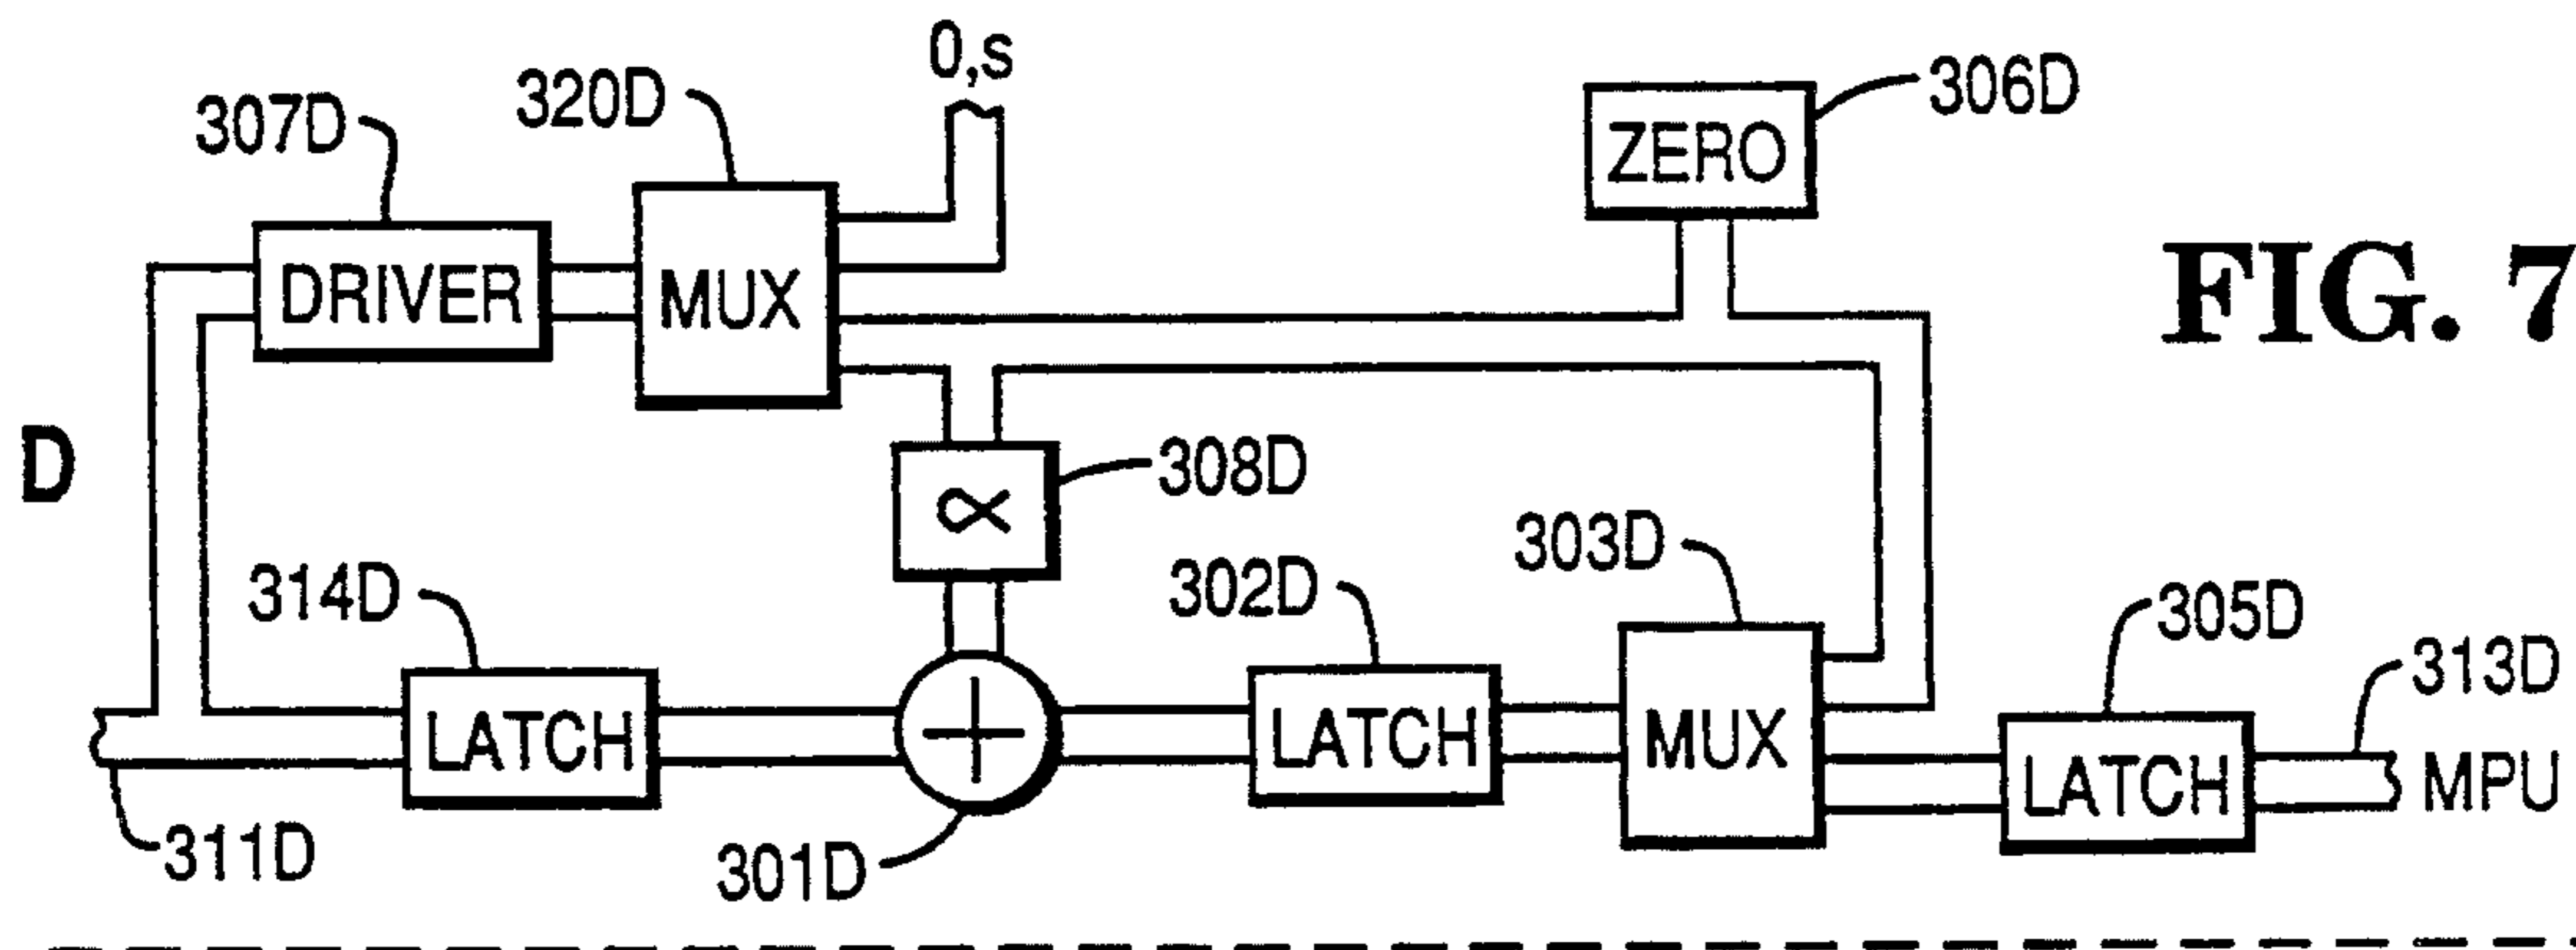 0,s
320D
306D
307D
ZERO
FIG. 7
DRIVER
MUX
D
308D
∝
303D
302D
314D
305D
313D
LATCH
+
LATCH
MUX
LATCH
MPU
311D
301D